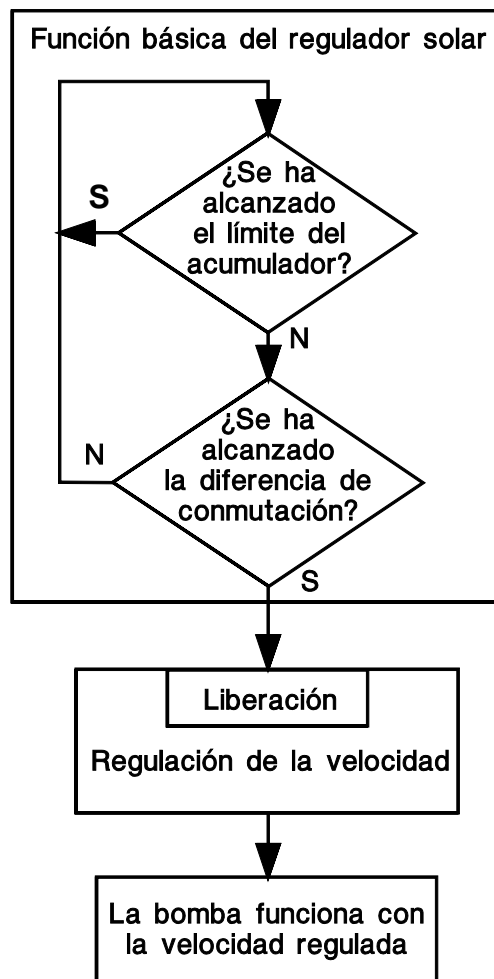 Función básica del regulador solar
¿Se ha
alcanzado
el límite del
acumulador?
S
N
¿Se ha
alcanzado
la diferencia de
conmutación?
N
S
Liberación
Regulación de la velocidad
La bomba funciona con
la velocidad regulada